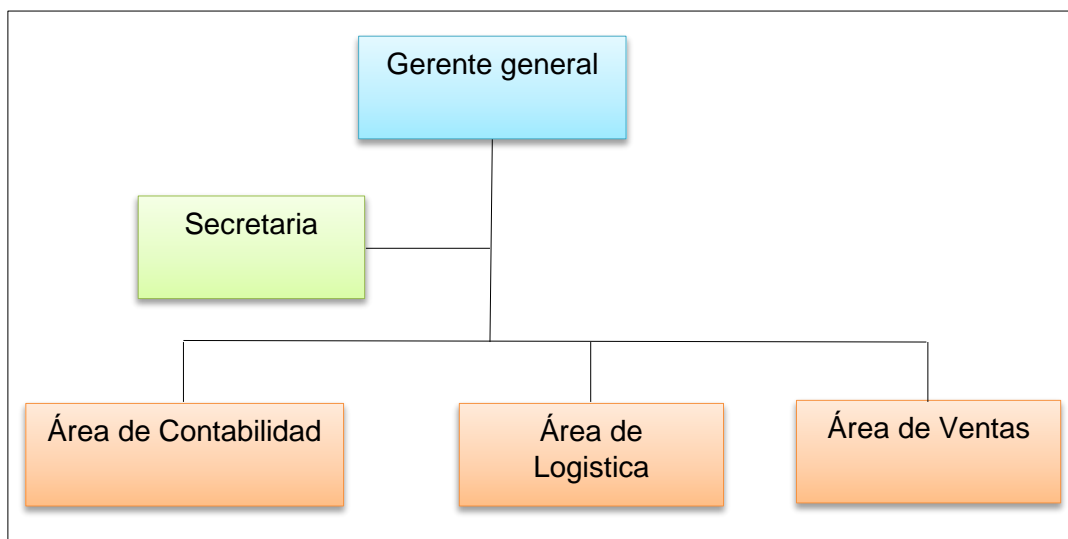 Gerente general
Secretaria
Área de Contabilidad
Área de
Logistica
Área de Ventas